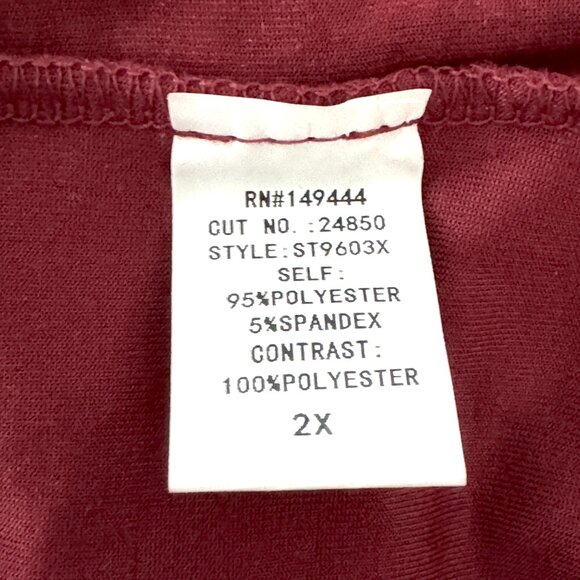 RN#149444
CUT NO.:24850
STYLE:ST9603X
SELF:
95%POLYESTER
5%SPANDEX
CONTRAST:
100%POLYESTER
2X